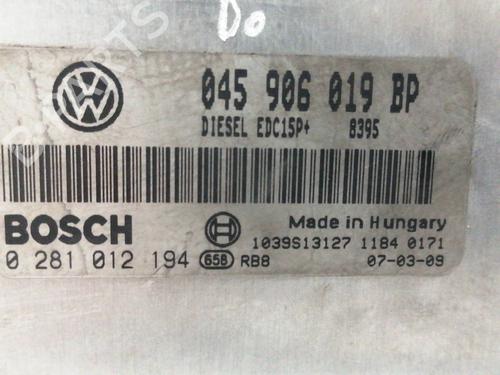 Do
045 906 019 BP
DIESEL EDC15P+ 8395
BOSCH
Made in Hungary
1039S13127 1184 0171
0 281 012 194 658 RB8 07-03-09